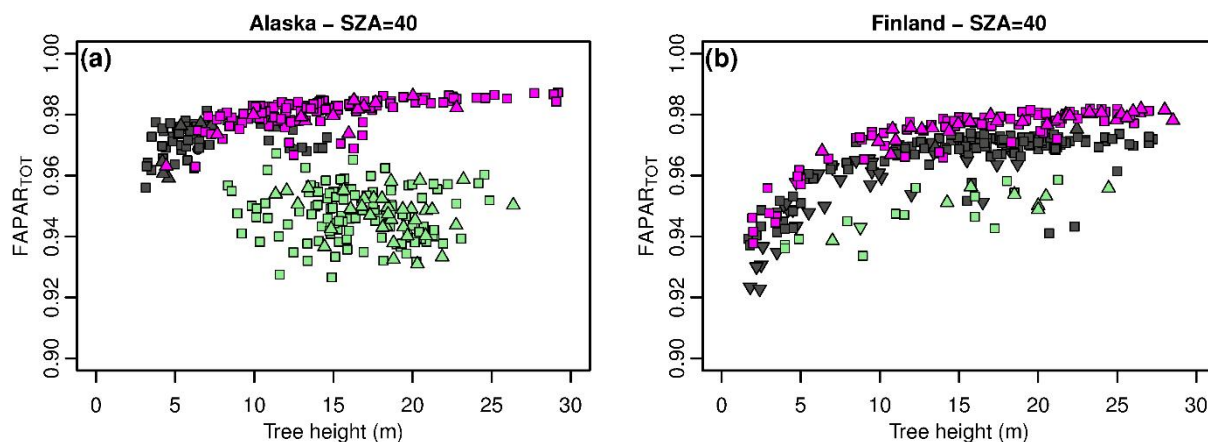 Alaska – SZA=40
(a)
FAPAR_TOT
1.00
0.98
0.96
0.94
0.92
0.90
0 5 10 15 20 25 30
Tree height (m)
Finland – SZA=40
(b)
FAPAR_TOT
1.00
0.98
0.96
0.94
0.92
0.90
0 5 10 15 20 25 30
Tree height (m)